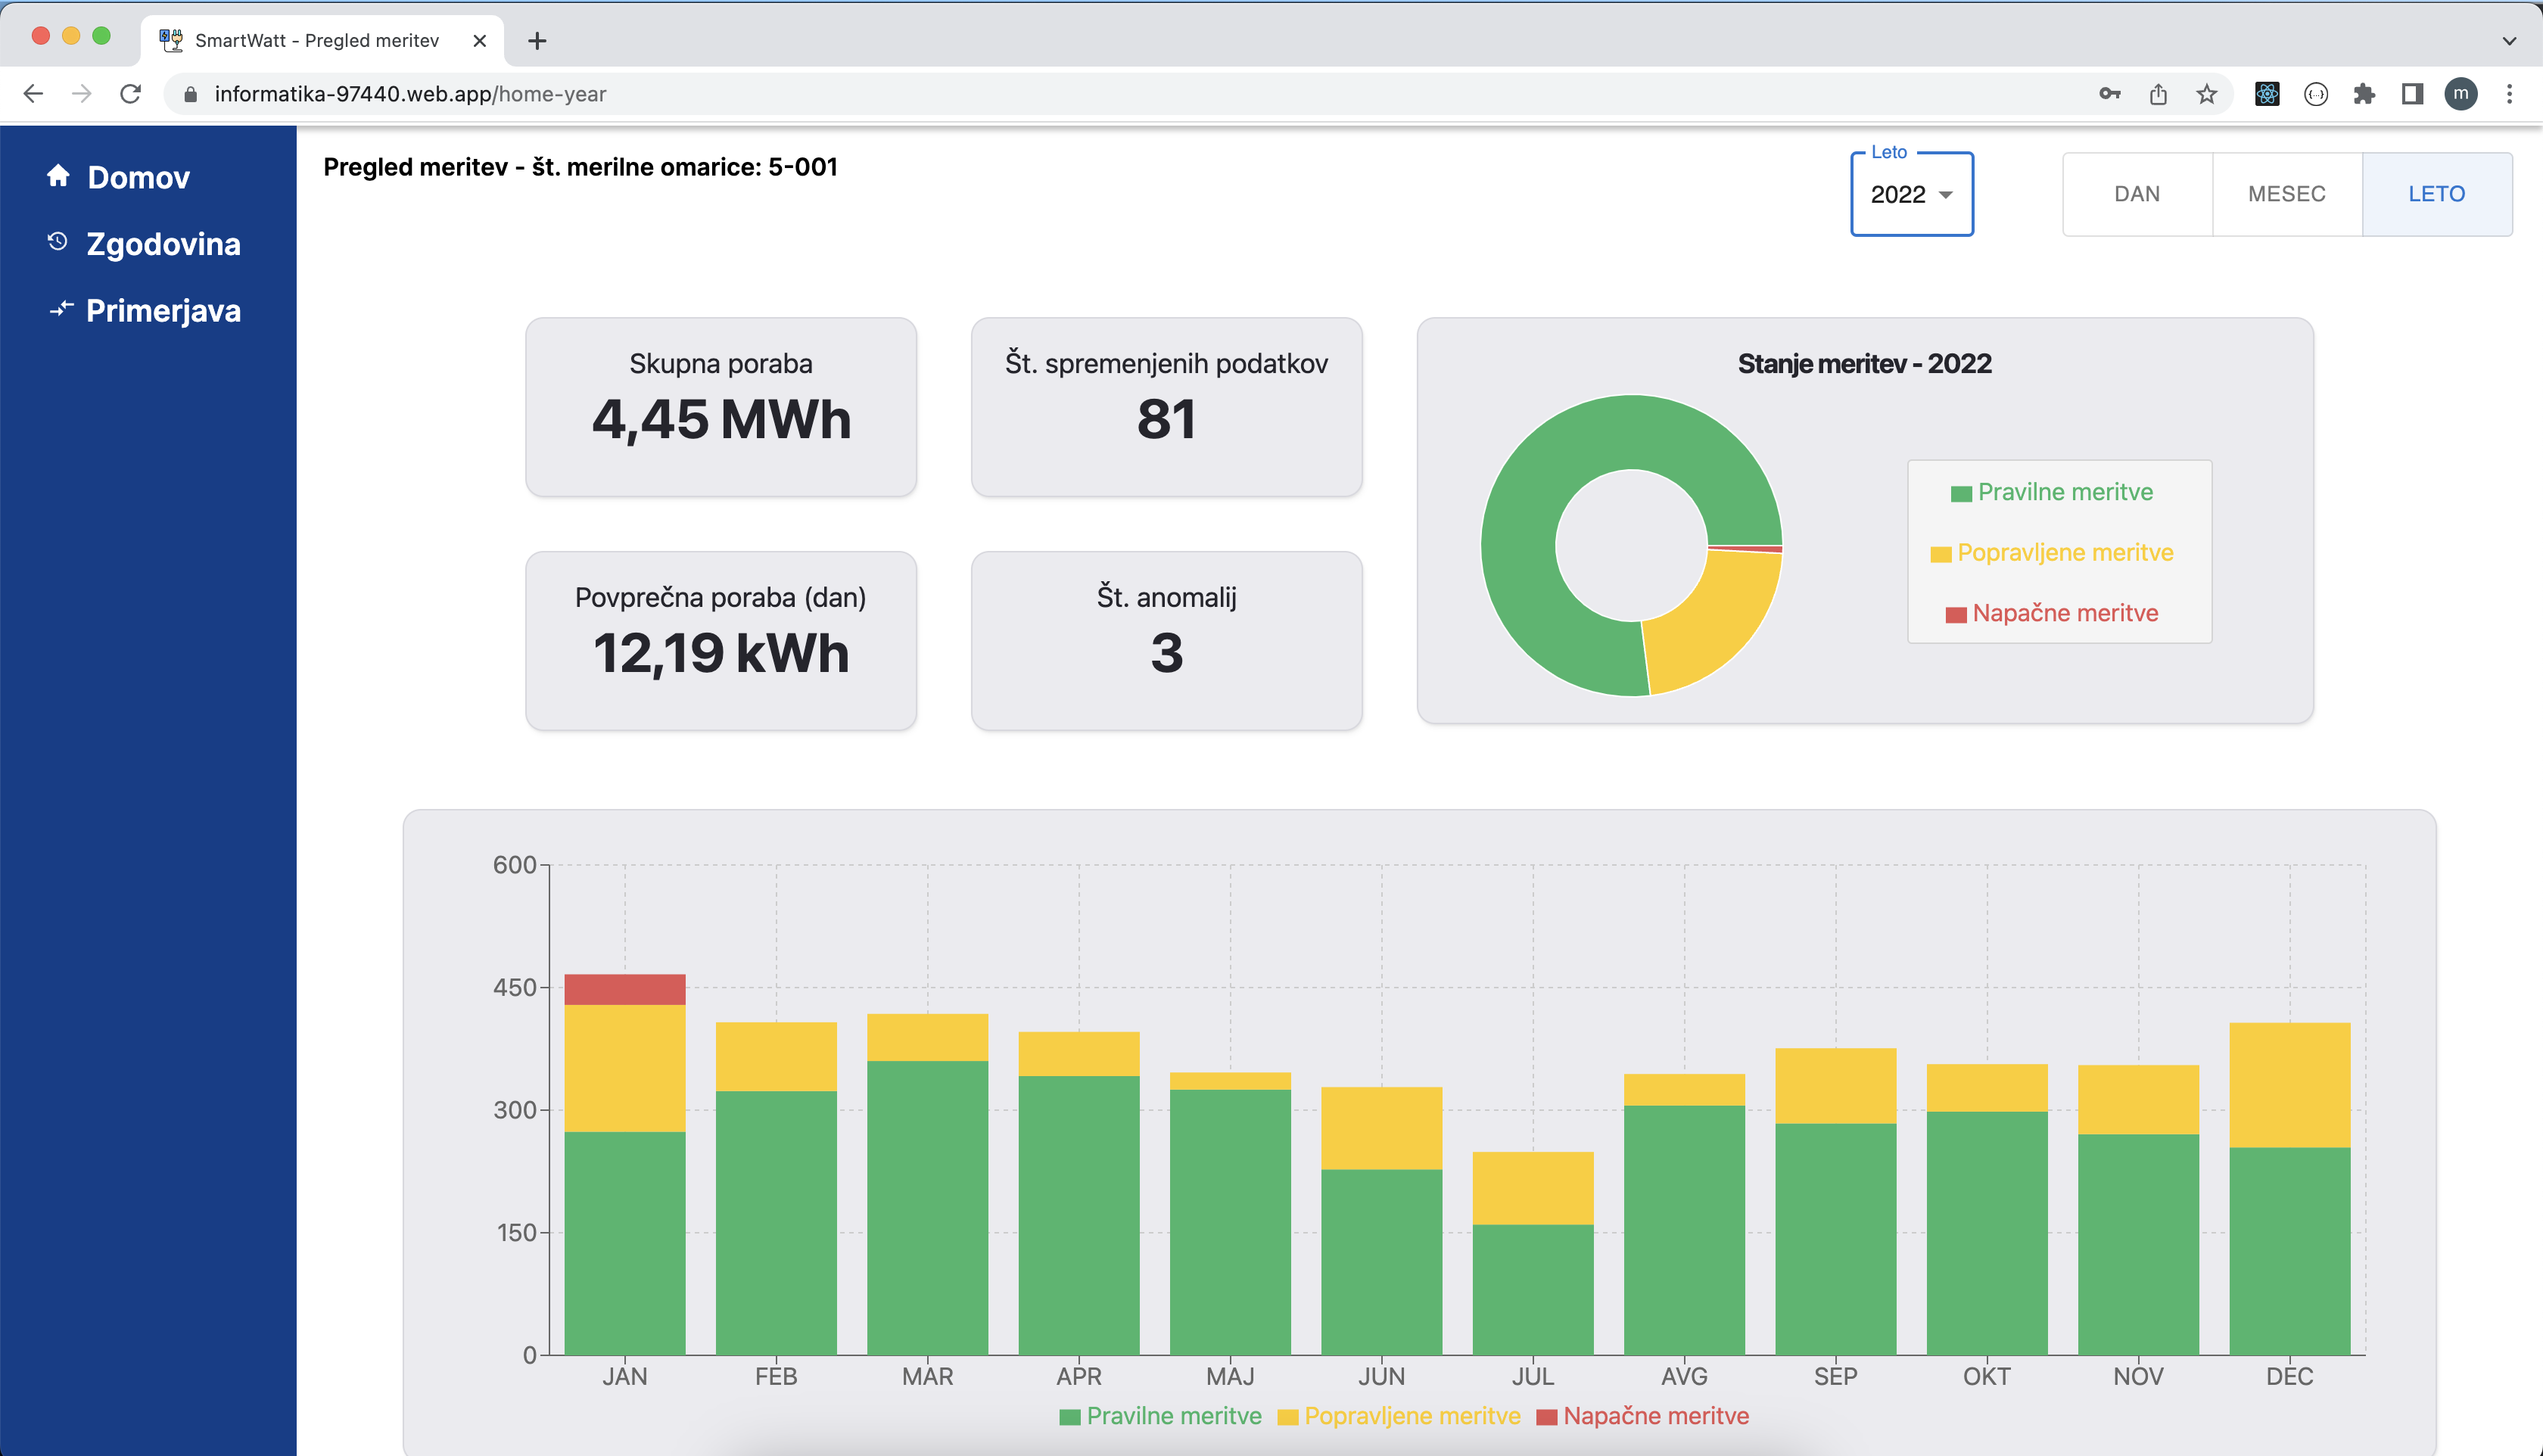 SmartWatt - Pregled meritev
informatika-97440.web.app/home-year
m
Domov
Zgodovina
Primerjava
Pregled meritev - št. merilne omarice: 5-001
Leto
2022
DAN MESEC LETO
Skupna poraba
4,45 MWh
Št. spremenjenih podatkov
81
Povprečna poraba (dan)
12,19 kWh
Št. anomalij
3
Stanje meritev - 2022
Pravilne meritve
Popravljene meritve
Napačne meritve
600
450
300
150
0
JAN FEB MAR APR MAJ JUN JUL AVG SEP OKT NOV DEC
Pravilne meritve Popravljene meritve Napačne meritve